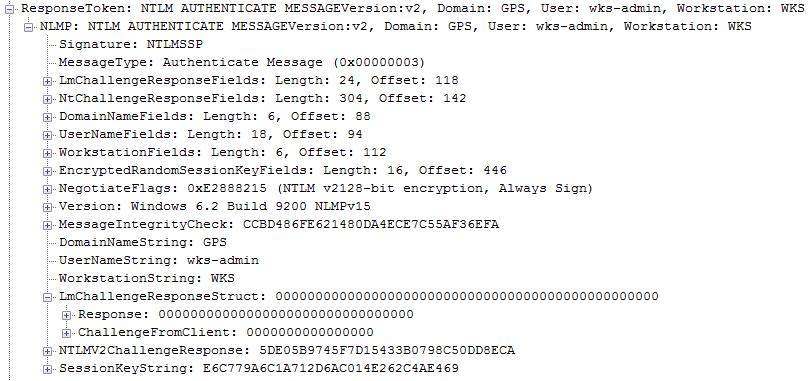 ResponseToken: NTLM AUTHENTICATE MESSAGEVersion:v2, Domain: GPS, User: wks-admin, Workstation: WKS
NLMP: NTLM AUTHENTICATE MESSAGEVersion:v2, Domain: GPS, User: wks-admin, Workstation: WKS
Signature: NTLMSSP
MessageType: Authenticate Message (0x00000003)
LmChallengeResponseFields: Length: 24, Offset: 118
NtChallengeResponseFields: Length: 304, Offset: 142
DomainNameFields: Length: 6, Offset: 88
UserNameFields: Length: 18, Offset: 94
WorkstationFields: Length: 6, Offset: 112
EncryptedRandomSessionKeyFields: Length: 16, Offset: 446
NegotiateFlags: 0xE2888215 (NTLM v2128-bit encryption, Always Sign)
Version: Windows 6.2 Build 9200 NLMPv15
MessageIntegrityCheck: CCBD486FE621480DA4ECE7C55AF36EFA
DomainNameString: GPS
UserNameString: wks-admin
WorkstationString: WKS
LmChallengeResponseStruct: 000000000000000000000000000000000000000000000000
Response: 00000000000000000000000000000000
ChallengeFromClient: 0000000000000000
NTLMV2ChallengeResponse: 5DE05B9745F7D15433B0798C50DD8ECA
SessionKeyString: E6C779A6C1A712D6AC014E262C4AE469